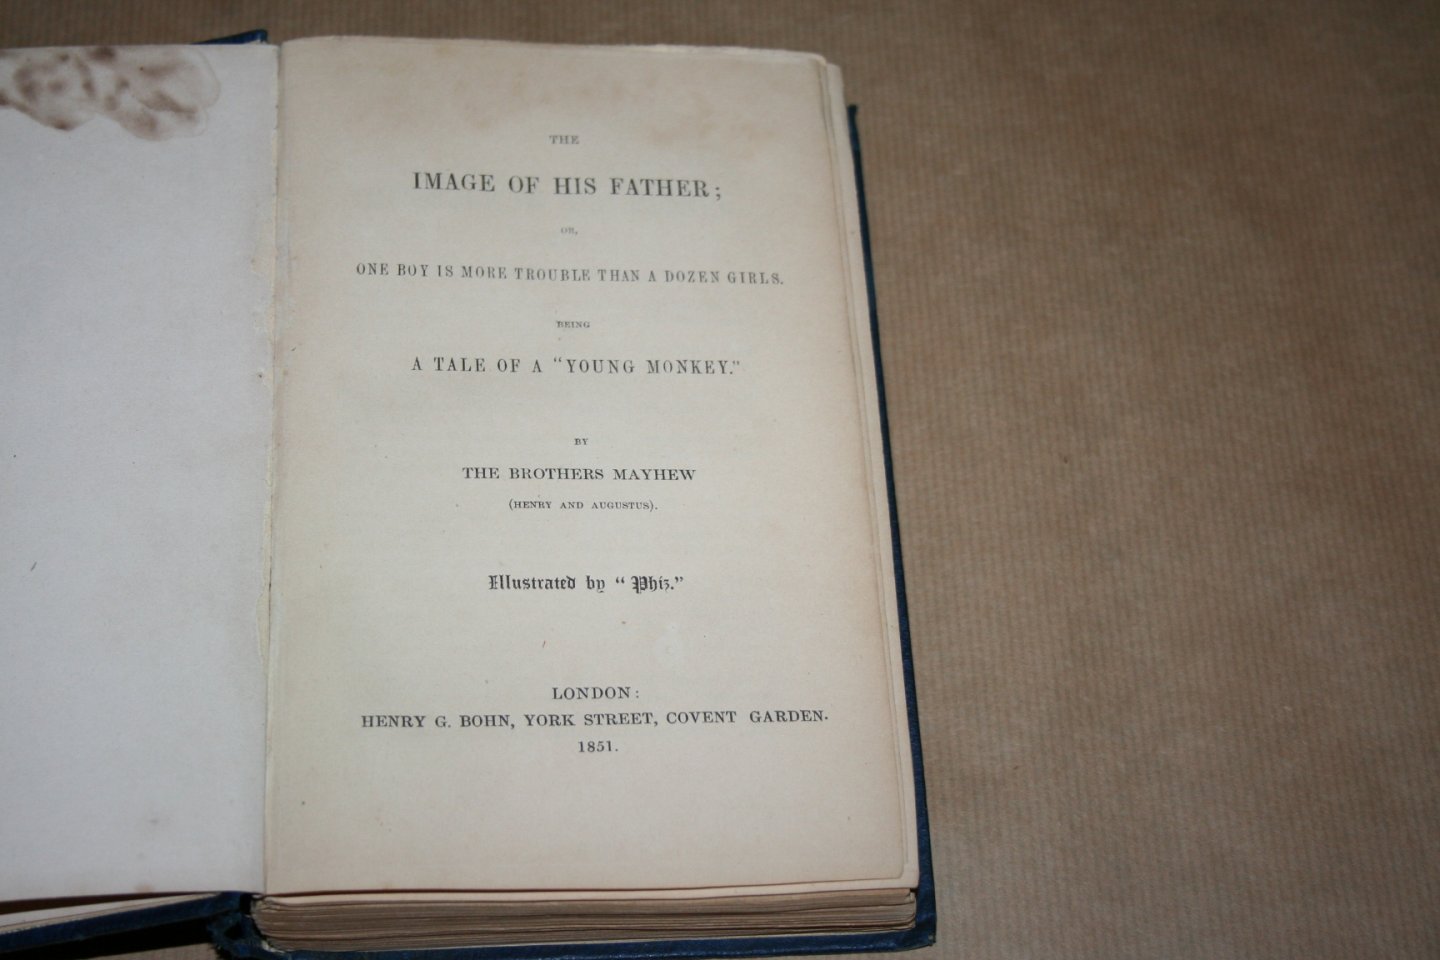 THE
IMAGE OF HIS FATHER;
OR,
ONE BOY IS MORE TROUBLE THAN A DOZEN GIRLS.
BEING
A TALE OF A "YOUNG MONKEY."
BY
THE BROTHERS MAYHEW
(HENRY AND AUGUSTUS).
Illustrated by "Phiz."
LONDON:
HENRY G. BOHN, YORK STREET, COVENT GARDEN.
1851.